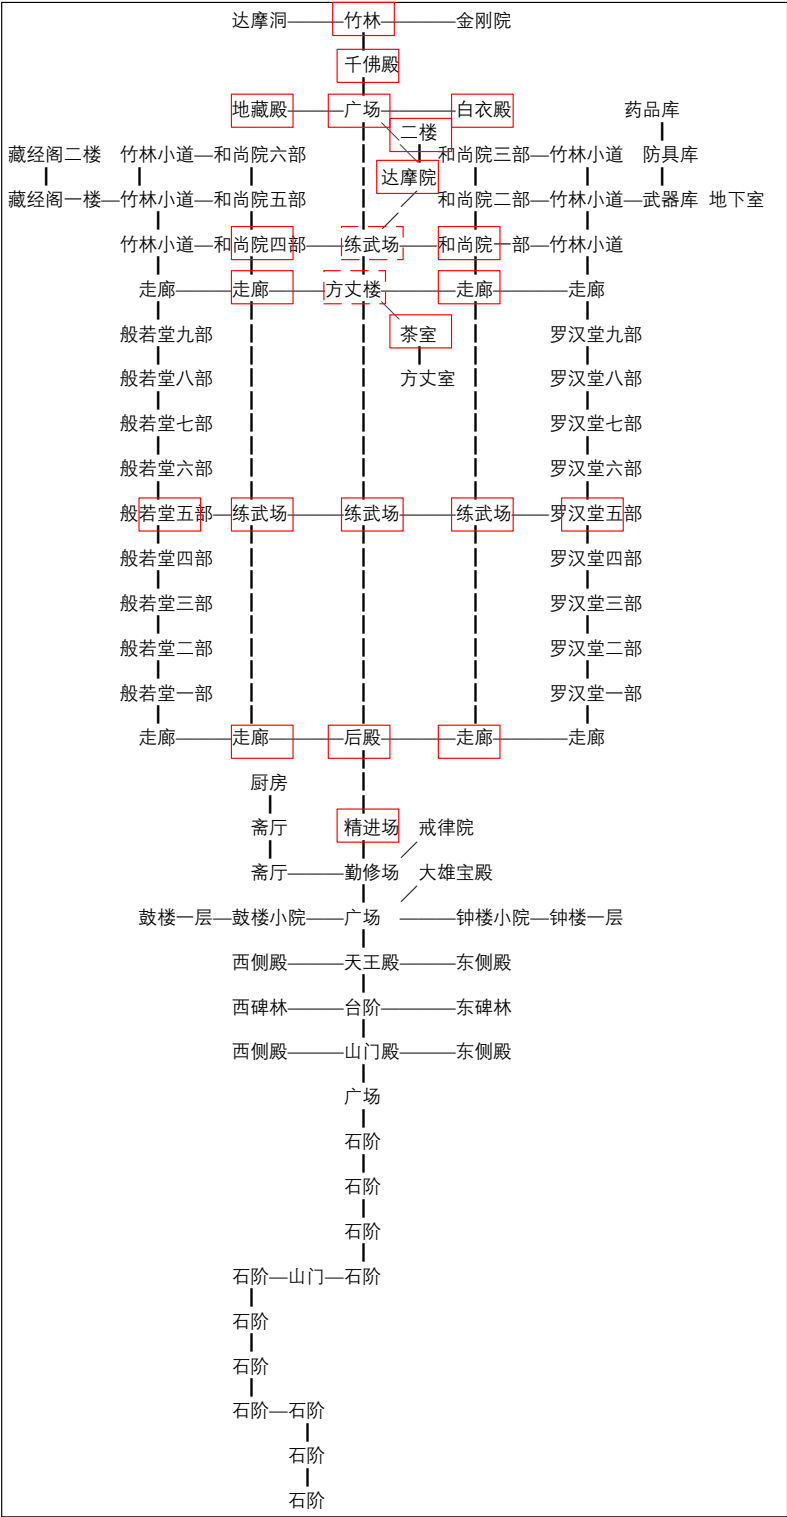 达摩洞——竹林————金刚院
千佛殿
地藏殿———广场————白衣殿 药品库
二楼
藏经阁二楼 竹林小道—和尚院六部 和尚院三部—竹林小道 防具库
达摩院
藏经阁一楼—竹林小道—和尚院五部 和尚院二部—竹林小道—武器库 地下室
竹林小道—和尚院四部——练武场——和尚院一部—竹林小道
走廊———走廊———方丈楼————走廊————走廊
般若堂九部 茶室 罗汉堂九部
般若堂八部 方丈室 罗汉堂八部
般若堂七部 罗汉堂七部
般若堂六部 罗汉堂六部
般若堂五部—练武场———练武场———练武场——罗汉堂五部
般若堂四部 罗汉堂四部
般若堂三部 罗汉堂三部
般若堂二部 罗汉堂二部
般若堂一部 罗汉堂一部
走廊———走廊————后殿————走廊————走廊
厨房
斋厅 精进场 戒律院
斋厅———勤修场 大雄宝殿
鼓楼一层—鼓楼小院——广场 ———钟楼小院—钟楼一层
西侧殿———天王殿———东侧殿
西碑林———台阶————东碑林
西侧殿———山门殿———东侧殿
广场
石阶
石阶
石阶
石阶—山门—石阶
石阶
石阶
石阶—石阶
石阶
石阶